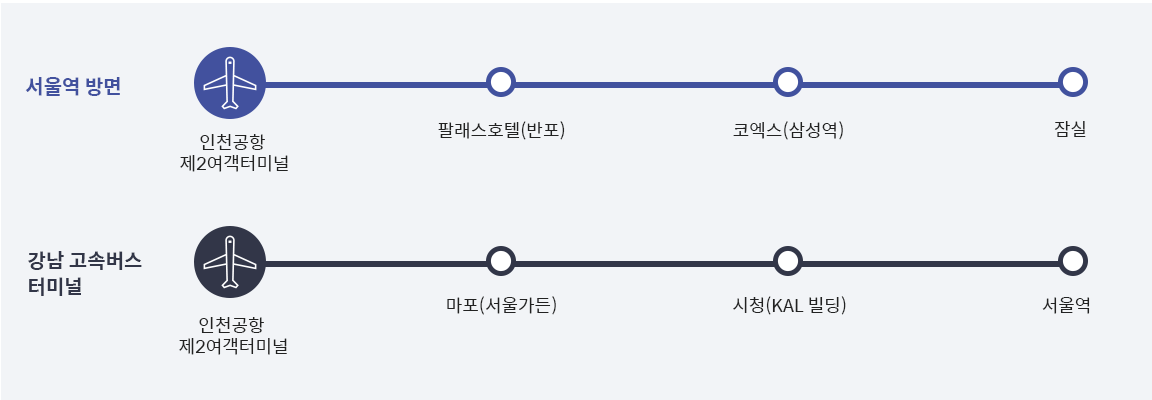 서울역 방면
인천공항
제2여객터미널
팔래스호텔(반포)
코엑스(삼성역)
잠실
강남 고속버스
터미널
인천공항
제2여객터미널
마포(서울가든)
시청(KAL 빌딩)
서울역